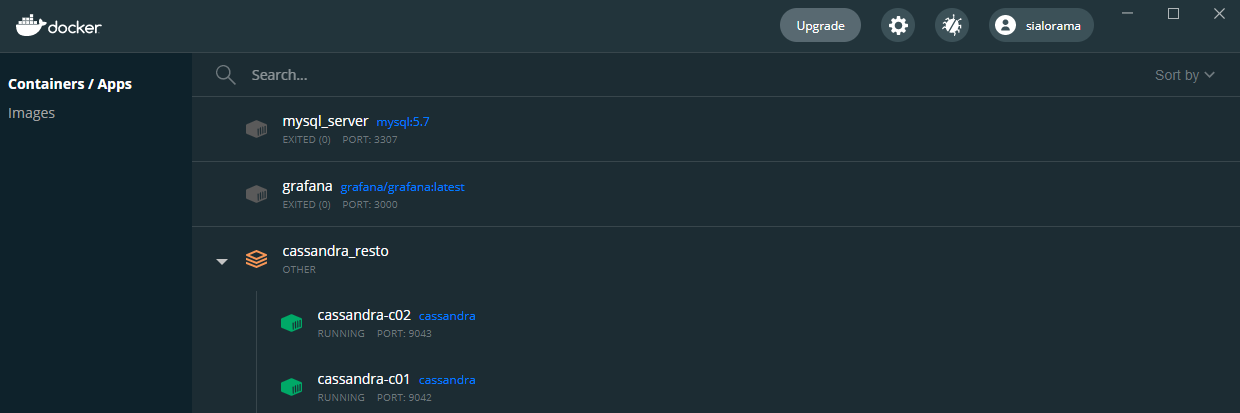 docker
Upgrade
sialorama
Containers / Apps
Images
Search...
Sort by
mysql_server mysql:5.7
EXITED (0) PORT: 3307
grafana grafana/grafana:latest
EXITED (0) PORT: 3000
cassandra_resto
OTHER
cassandra-c02 cassandra
RUNNING PORT: 9043
cassandra-c01 cassandra
RUNNING PORT: 9042